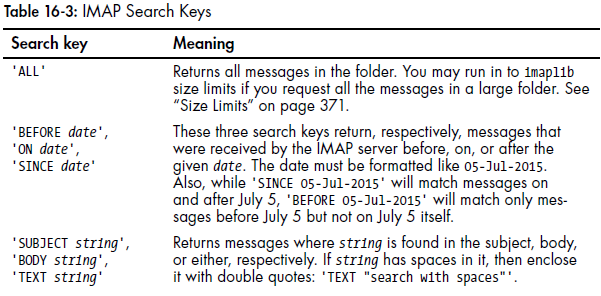 Table 16-3: IMAP Search Keys
Search key Meaning
'ALL' Returns all messages in the folder. You may run in to imaplib
size limits if you request all the messages in a large folder. See
“Size Limits” on page 371.
'BEFORE date', These three search keys return, respectively, messages that
'ON date', were received by the IMAP server before, on, or after the
'SINCE date' given date. The date must be formatted like 05-Jul-2015.
Also, while 'SINCE 05-Jul-2015' will match messages on
and after July 5, 'BEFORE 05-Jul-2015' will match only mes-
sages before July 5 but not on July 5 itself.
'SUBJECT string', Returns messages where string is found in the subject, body,
'BODY string', or either, respectively. If string has spaces in it, then enclose
'TEXT string' it with double quotes: 'TEXT "search with spaces"'.